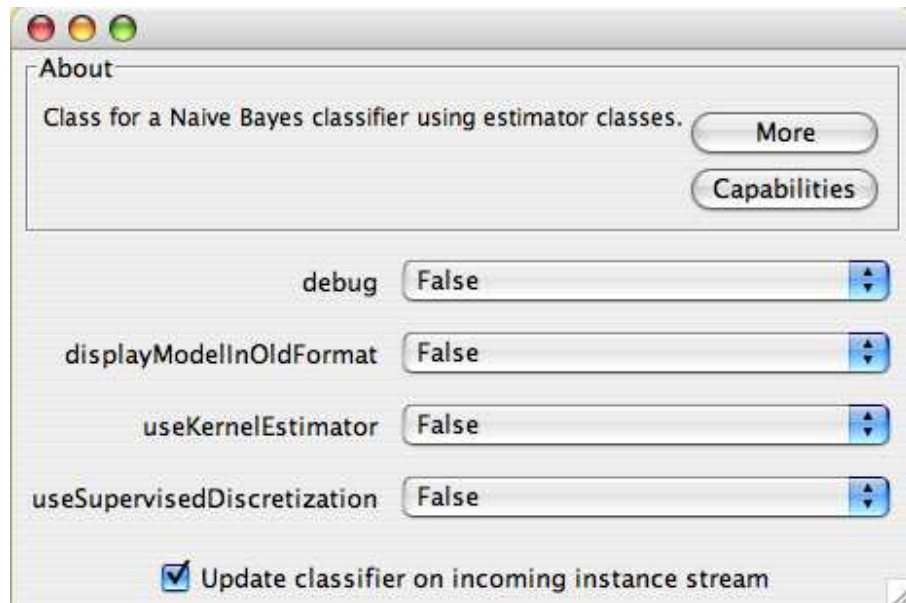 About
Class for a Naive Bayes classifier using estimator classes.
More
Capabilities
debug False
displayModelInOldFormat False
useKernelEstimator False
useSupervisedDiscretization False
Update classifier on incoming instance stream